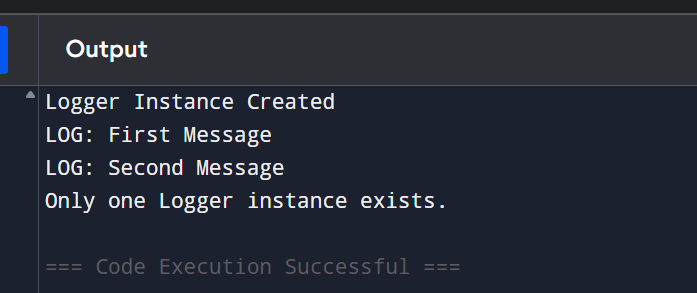 Output
Logger Instance Created
LOG: First Message
LOG: Second Message
Only one Logger instance exists.
=== Code Execution Successful ===